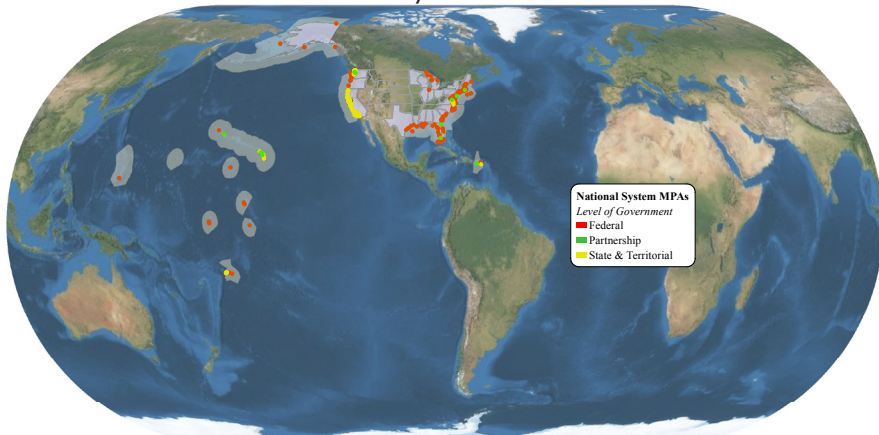 National System MPAs
Level of Government
Federal
Partnership
State & Territorial